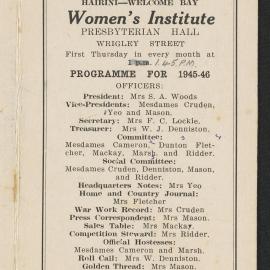 HAIRINI—WELCOME BAY
Women's Institute
PRESBYTERIAN HALL
WRIGLEY STREET
First Thursday in every month at
1 p.m. 1.45 P.M.
PROGRAMME FOR 1945-46
OFFICERS:
President: Mrs S. A. Woods
Vice-Presidents: Mesdames Cruden,
Yeo and Mason.
Secretary: Mrs F. C. Lockie.
Treasurer: Mrs W. J. Denniston.
Committee:
Mesdames Cameron, Dunton Flet-
cher, Mackay, Marsh, and Ridder.
Social Committee:
Mesdames Cruden, Denniston, Mason,
and Ridder.
Headquarters Notes: Mrs Yeo
Home and Country Journal:
Mrs Fletcher
War Work Record: Mrs Cruden
Press Correspondent: Mrs Mason.
Sales Table: Mrs Mackay.
Competition Steward: Mrs Ridder.
Official Hostesses:
Mesdames Cameron and Marsh.
Roll Call: Mrs W. Denniston.
Golden Thread: Mrs Mason.